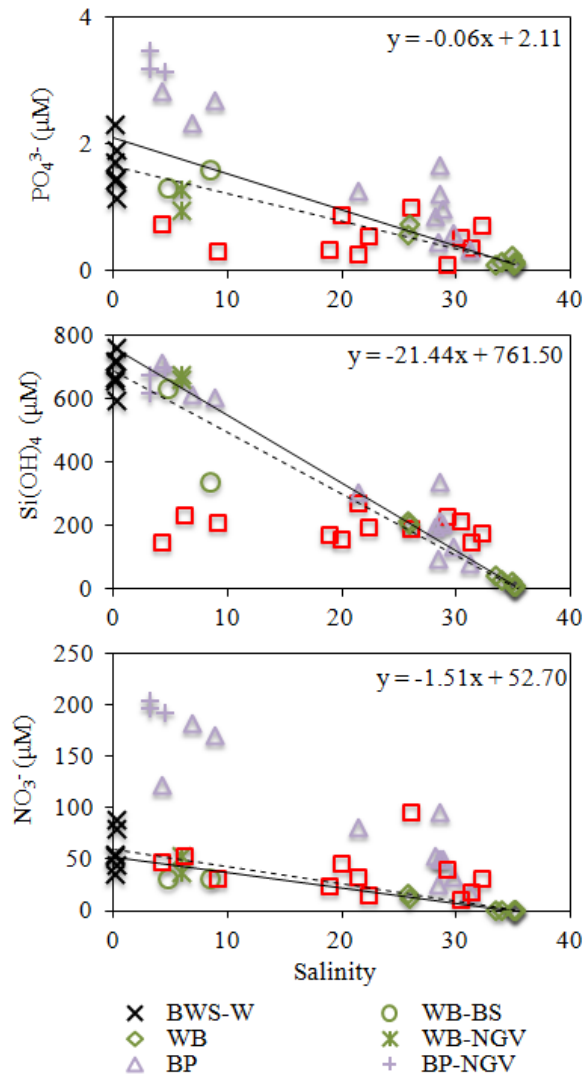 4
y = -0.06x + 2.11
PO₄³⁻ (µM)
2
0
0 10 20 30 40
800
y = -21.44x + 761.50
600
Si(OH)₄ (µM)
400
200
0
0 10 20 30 40
250
y = -1.51x + 52.70
200
NO₃⁻ (µM)
150
100
50
0
0 10 20 30 40
Salinity
BWS-W WB-BS
WB WB-NGV
BP BP-NGV